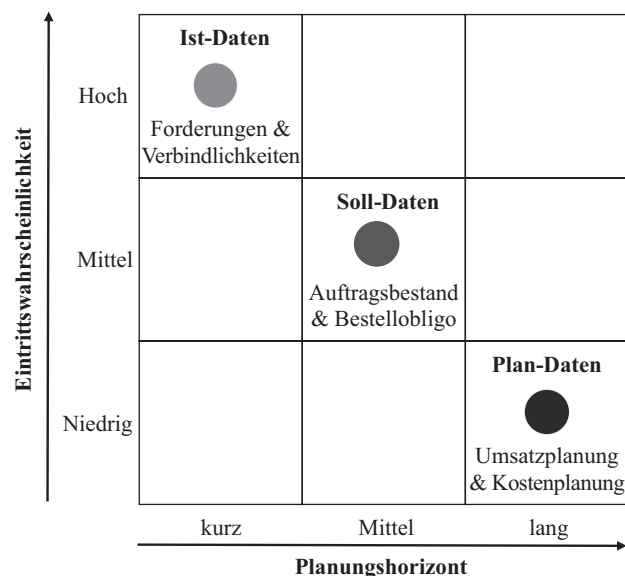 Ist-Daten
Hoch
Forderungen &
Verbindlichkeiten
Eintrittswahrscheinlichkeit
Soll-Daten
Mittel
Auftragsbestand
& Bestellobligo
Plan-Daten
Niedrig
Umsatzplanung
& Kostenplanung
kurz
Mittel
lang
Planungshorizont